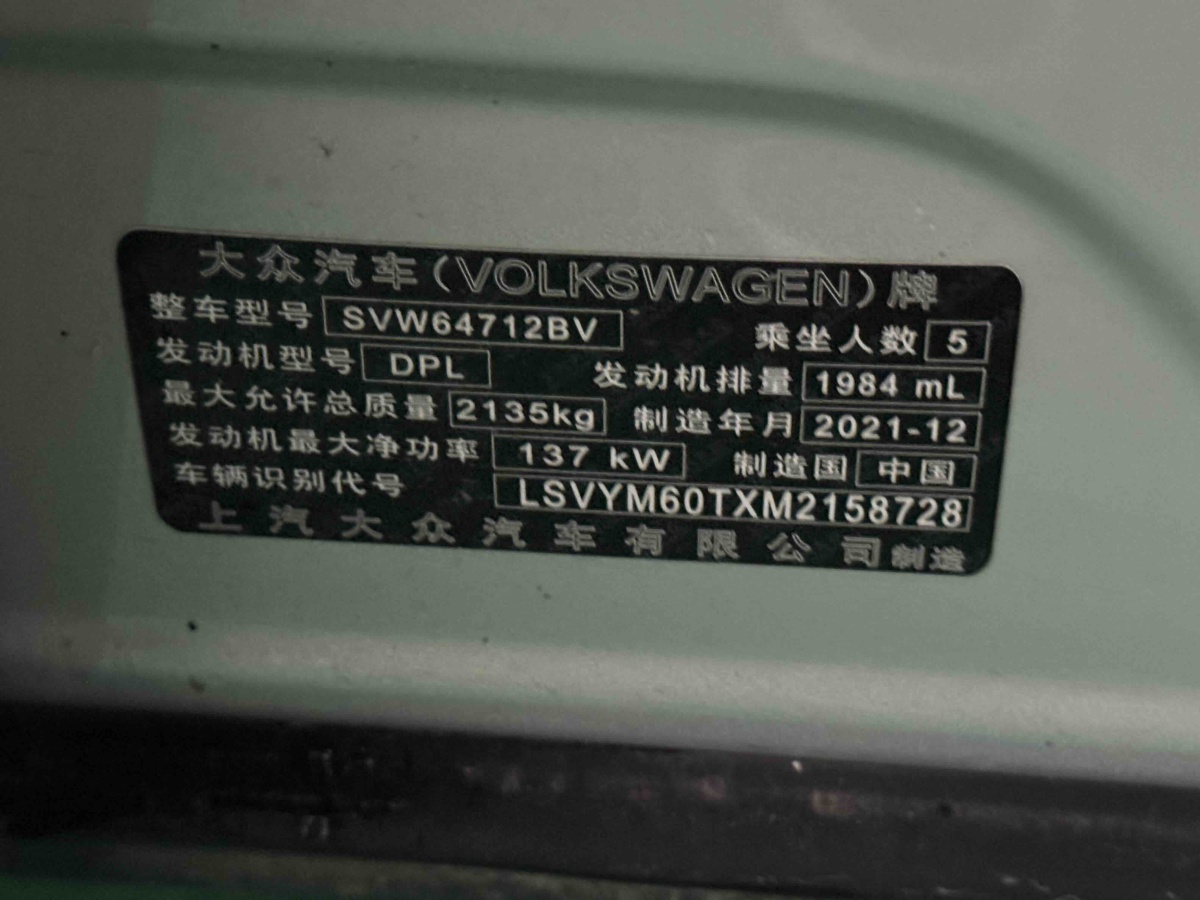 大众汽车(VOLKSWAGEN)牌
整车型号 SVW64712BV 乘坐人数 5
发动机型号 DPL 发动机排量 1984 mL
最大允许总质量 2135kg 制造年月 2021-12
发动机最大净功率 137 kW 制造国 中国
车辆识别代号 LSVYM60TXM2158728
上汽大众汽车有限公司制造